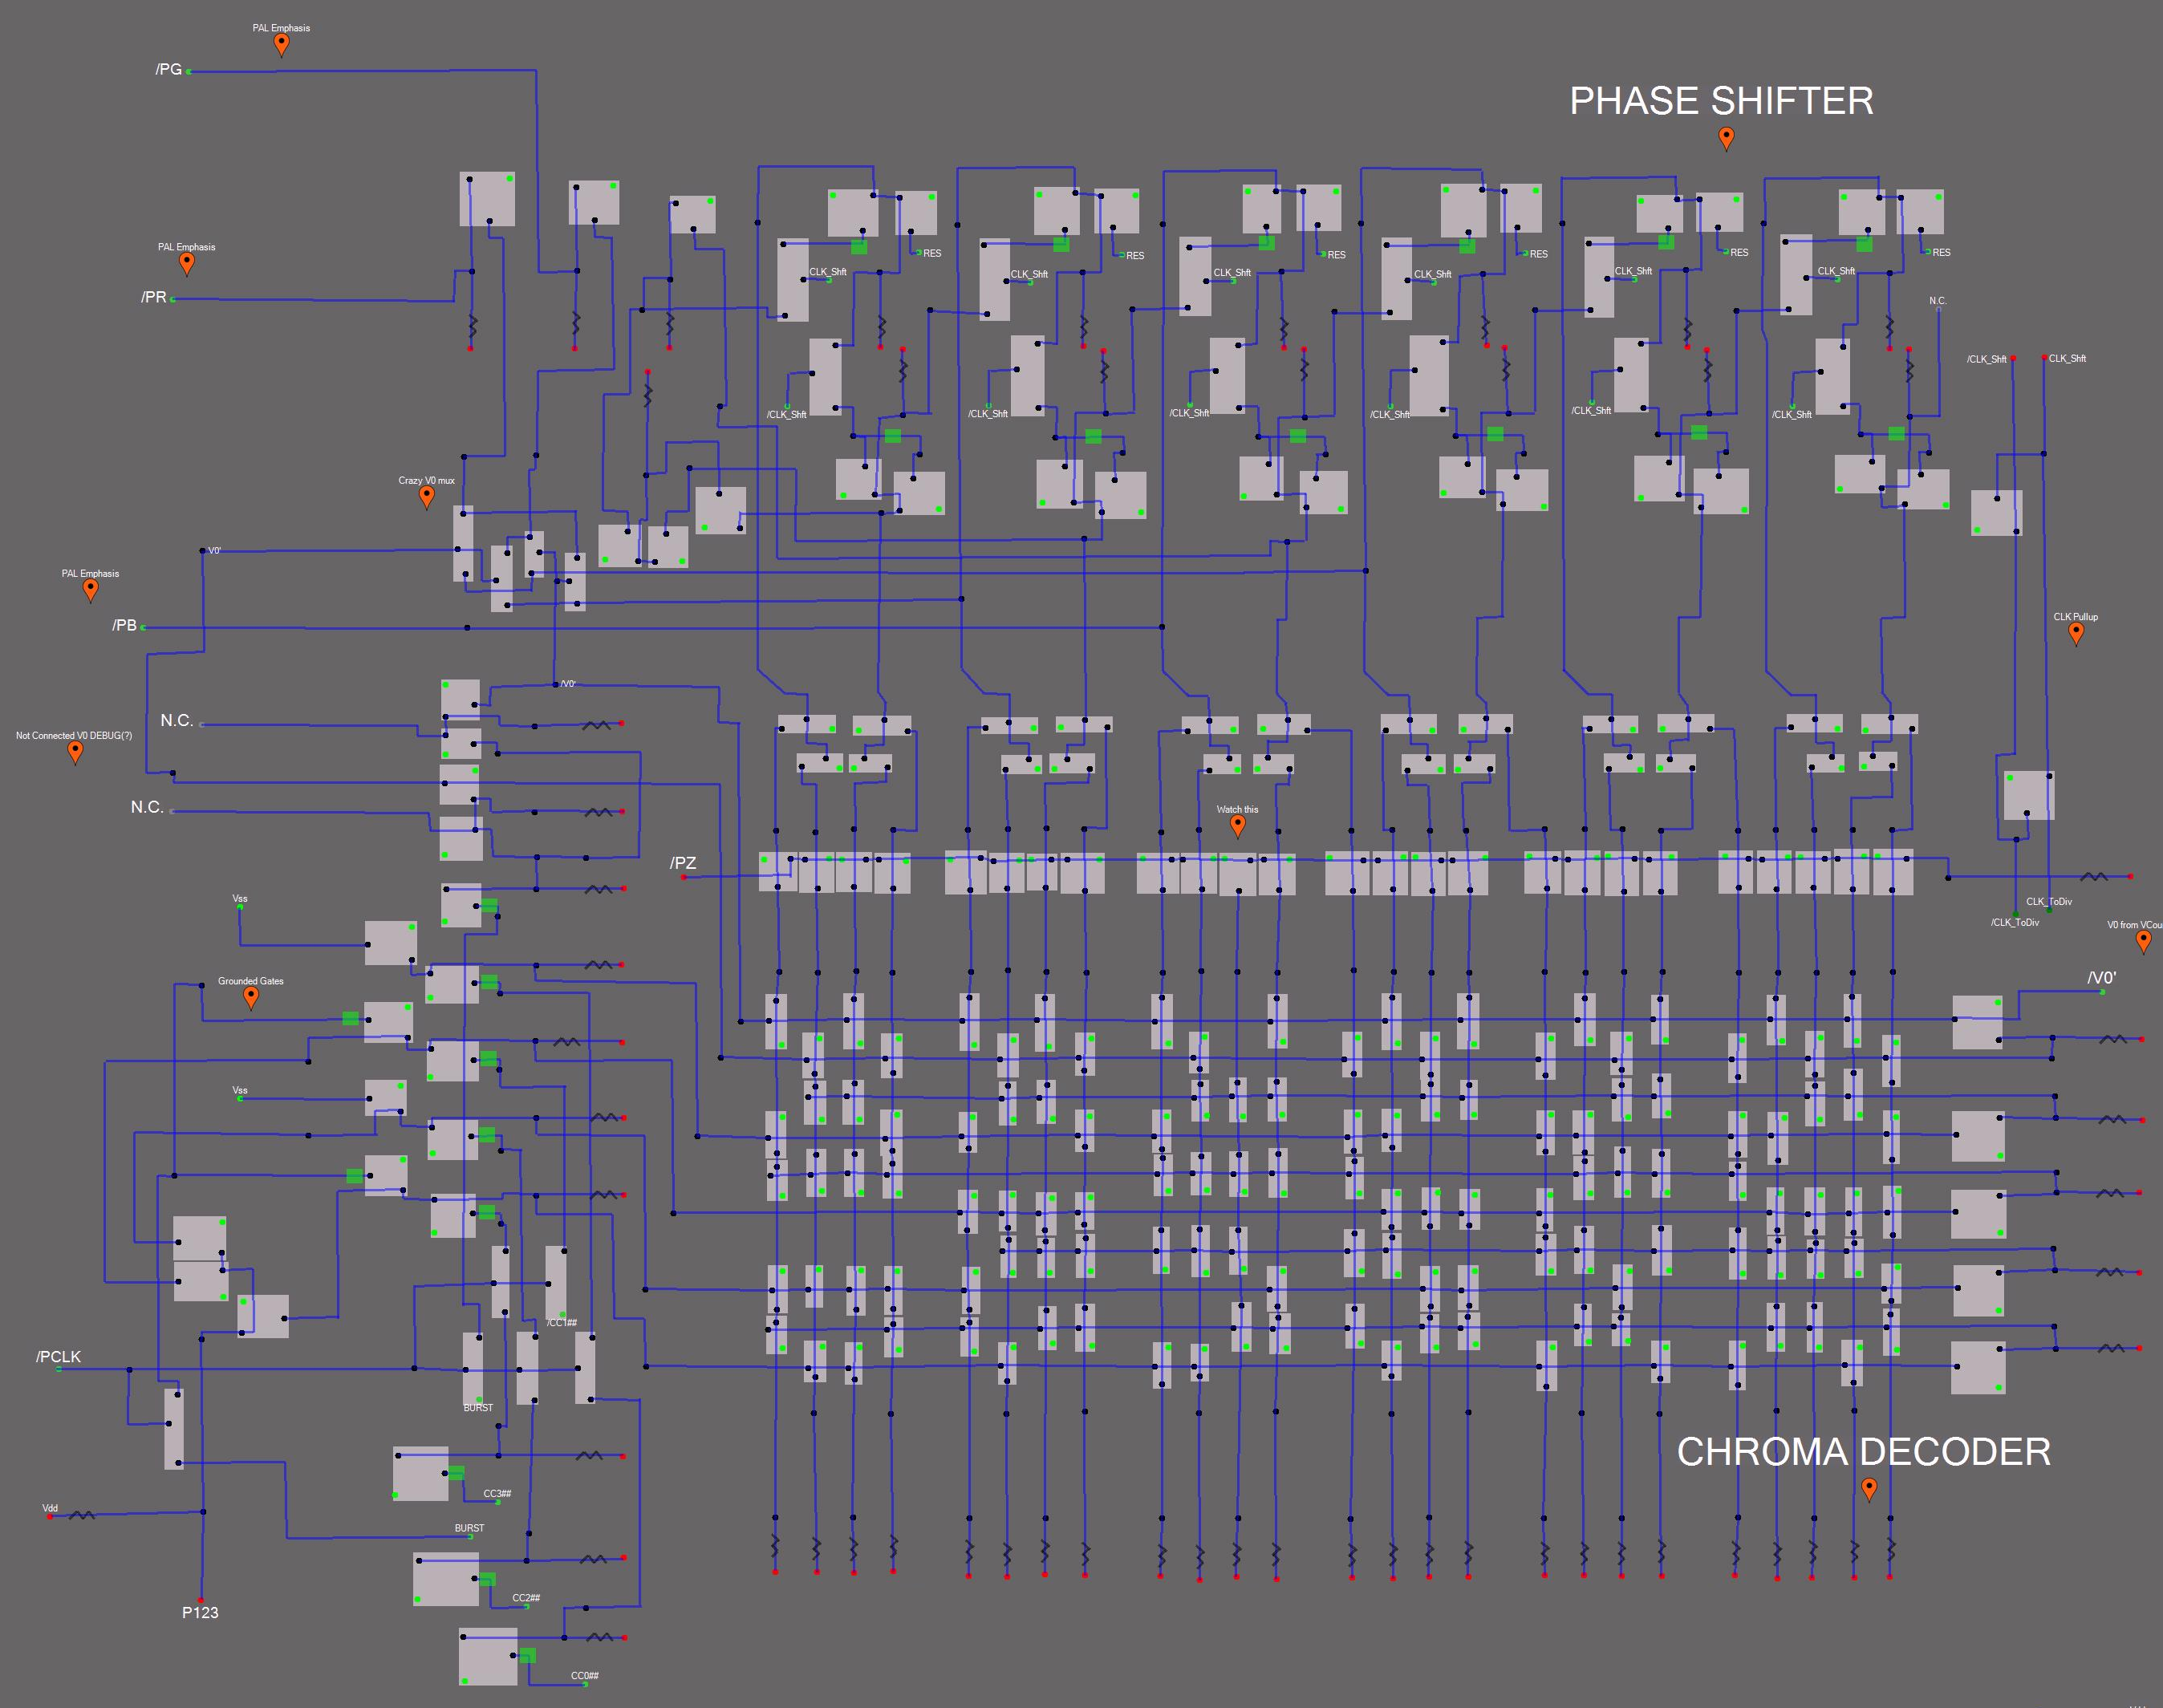 PAL Emphasis
/PG
PHASE SHIFTER
PAL Emphasis
/PR
RES
RES
RES
RES
RES
RES
CLK_Shft
CLK_Shft
CLK_Shft
CLK_Shft
CLK_Shft
CLK_Shft
N.C.
/CLK_Shft
CLK_Shft
/CLK_Shft
/CLK_Shft
/CLK_Shft
/CLK_Shft
/CLK_Shft
/CLK_Shft
Crazy V0 mux
V0'
PAL Emphasis
/PB
CLK Pullup
/V0'
N.C.
Not Connected V0 DEBUG(?)
N.C.
Watch this
/PZ
Vss
CLK_ToDiv
/CLK_ToDiv
V0 from VCou
Grounded Gates
/V0'
Vss
/CC1##
/PCLK
BURST
CHROMA DECODER
CC3##
Vdd
BURST
CC2##
P123
CC0##